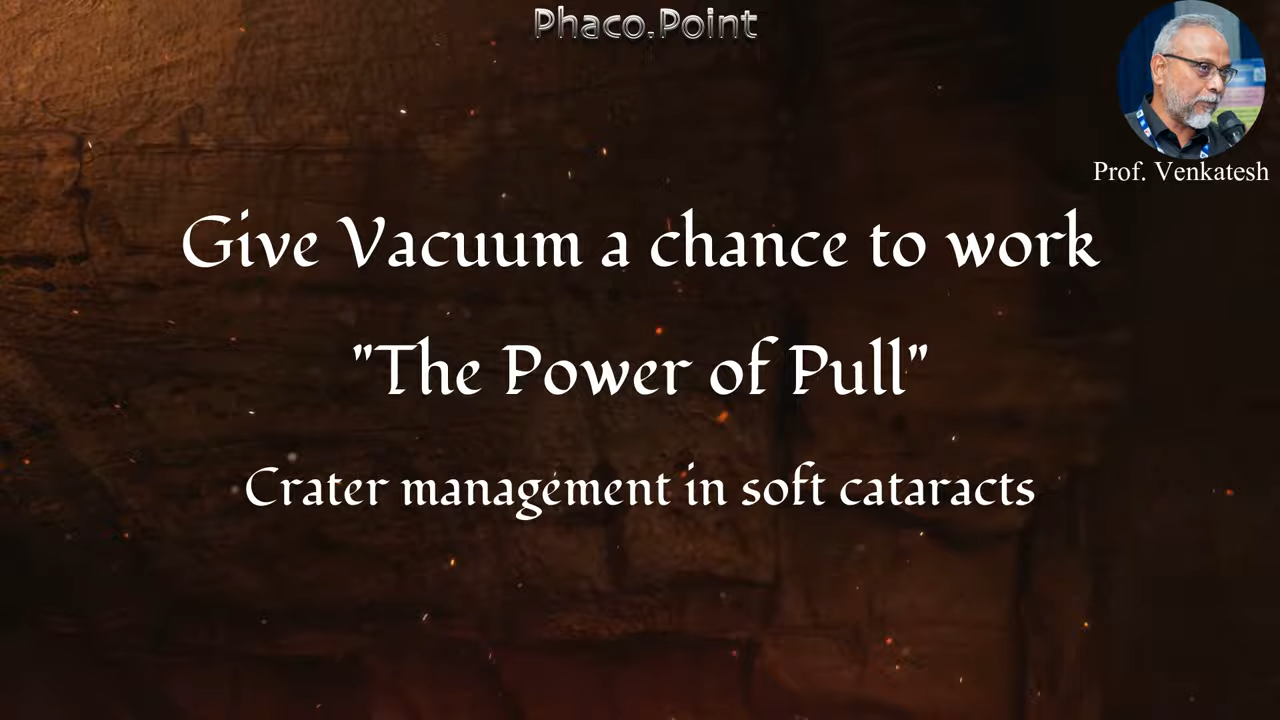 Phaco.Point
Prof. Venkatesh
Give Vacuum a chance to work
"The Power of Pull"
Crater management in soft cataracts